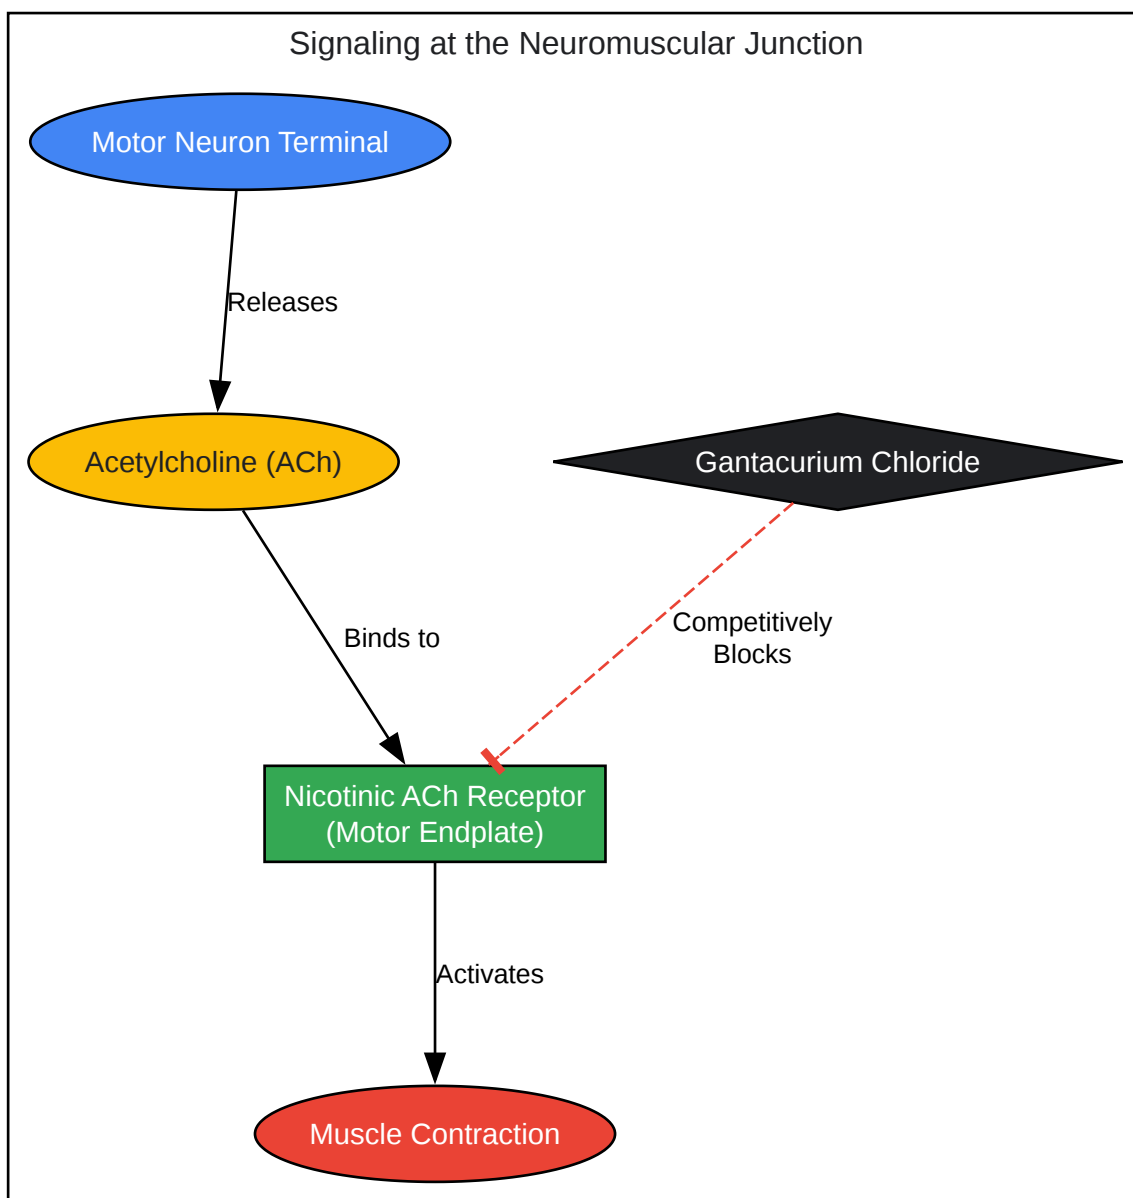 Signaling at the Neuromuscular Junction
Motor Neuron Terminal
Releases
Acetylcholine (ACh)
Gantacurium Chloride
Binds to
Competitively
Blocks
Nicotinic ACh Receptor
(Motor Endplate)
Activates
Muscle Contraction